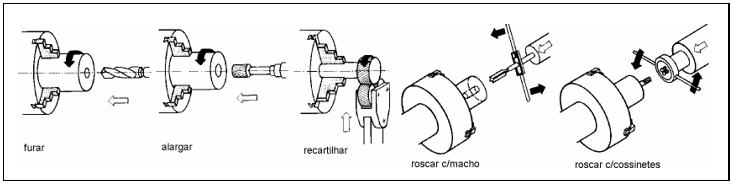 furar
alargar
recartilhar
roscar c/macho
roscar c/cossinetes